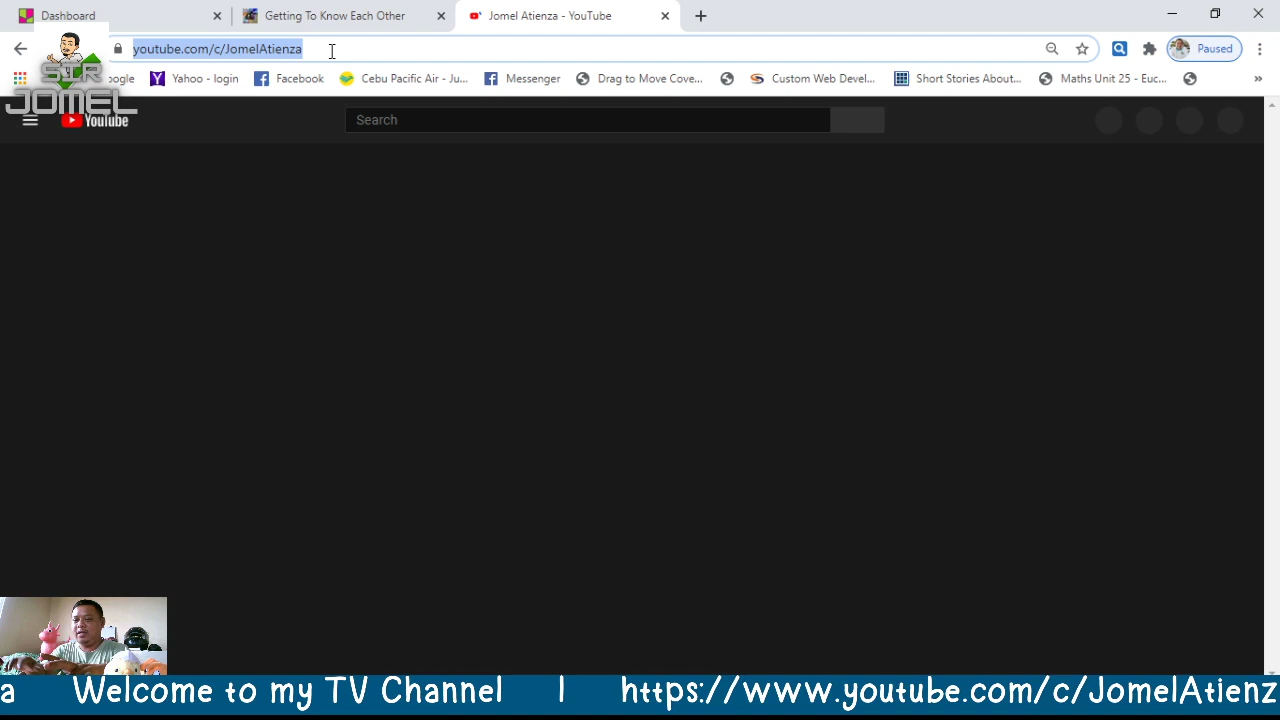 Dashboard
Getting To Know Each Other
Jomel Atienza - YouTube
youtube.com/c/JomelAtienza
Paused
ogle
Yahoo - login
Facebook
Cebu Pacific Air - Ju...
Messenger
Drag to Move Cove...
Custom Web Devel...
Short Stories About...
Maths Unit 25 - Euc...
SIR
JOMEL
YouTube
Search
a Welcome to my TV Channel | https://www.youtube.com/c/JomelAtienz